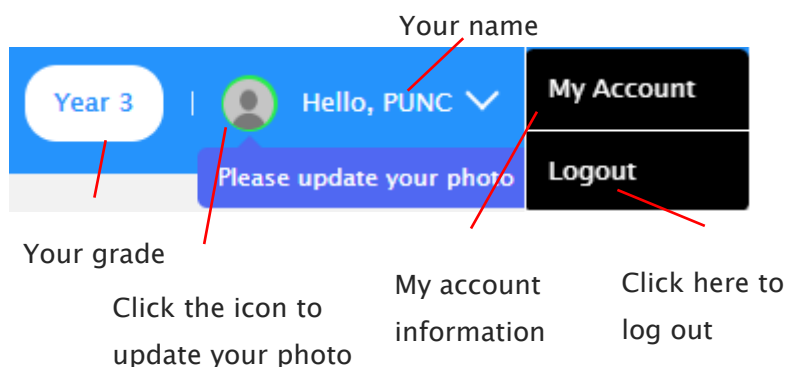 Your name
Year 3 | Hello, PUNC My Account
Please update your photo Logout
Your grade
Click the icon to
update your photo
My account
information
Click here to
log out